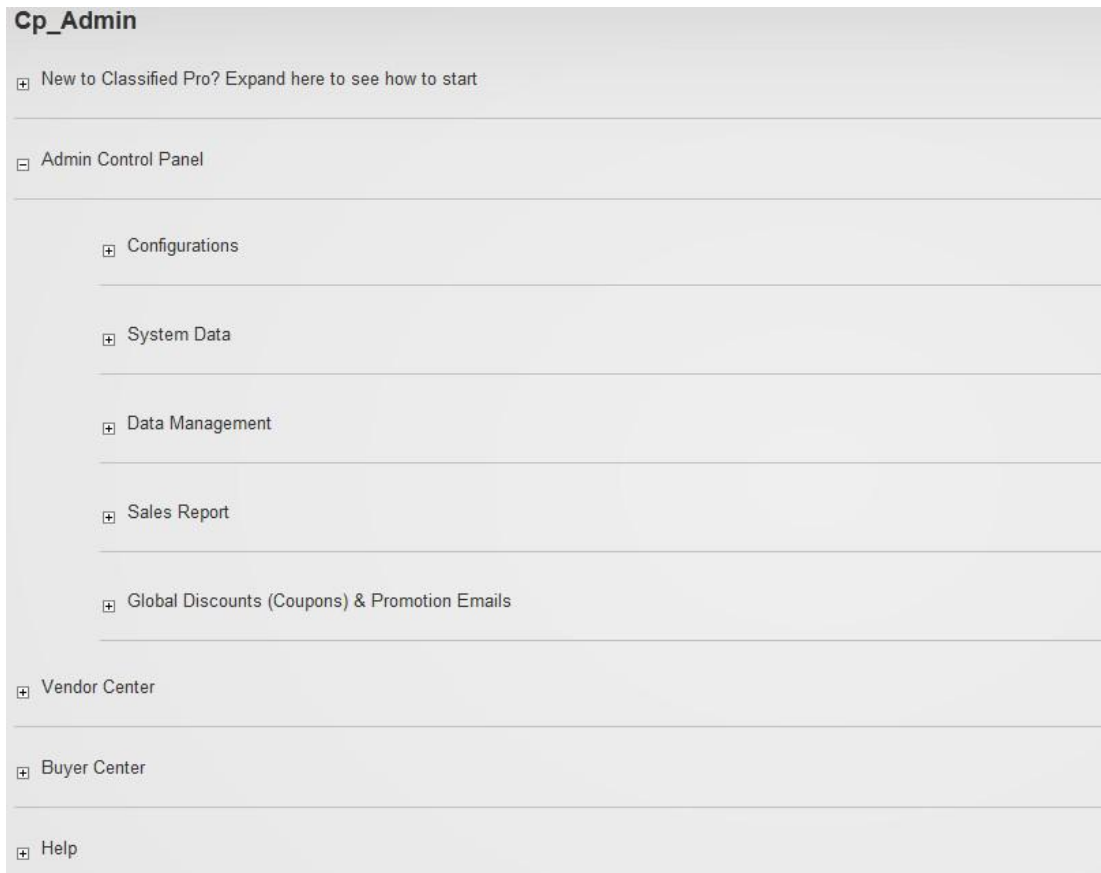 Cp_Admin
New to Classified Pro? Expand here to see how to start
Admin Control Panel
Configurations
System Data
Data Management
Sales Report
Global Discounts (Coupons) & Promotion Emails
Vendor Center
Buyer Center
Help